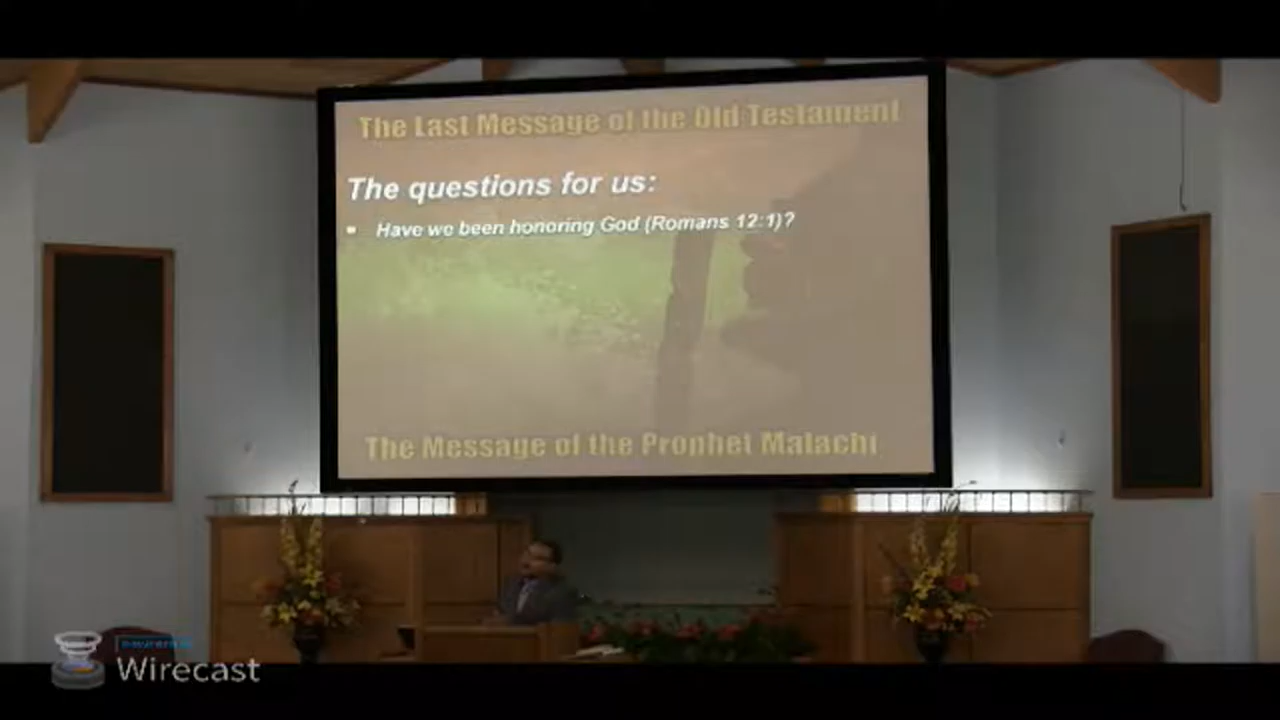 The Last Message of the Old Testament
The questions for us:
Have we been honoring God (Romans 12:1)?
The Message of the Prophet Malachi
Wirecast